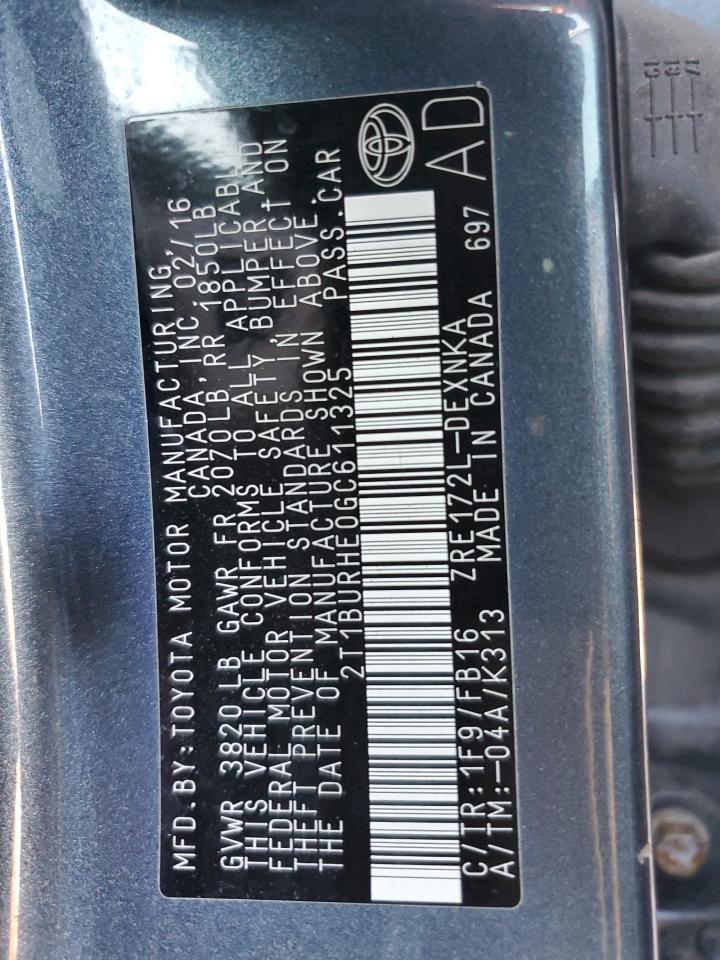 MFD.BY:TOYOTA MOTOR MANUFACTURING
CANADA,INC.02/16
GVWR 3820LB GAWR FR 2070LB,RR 1850LB
THIS VEHICLE CONFORMS TO ALL APPLICABLE
FEDERAL MOTOR VEHICLE SAFETY,BUMPER,AND
THEFT PREVENTION STANDARDS IN EFFECT ON
THE DATE OF MANUFACTURE SHOWN ABOVE.
2T1BURHE0GC611325 PASS.CAR
C/TR:1F9/FB16 ZRE172L-DEXNKA
A/TM:-04A/K313 MADE IN CANADA 697
AD